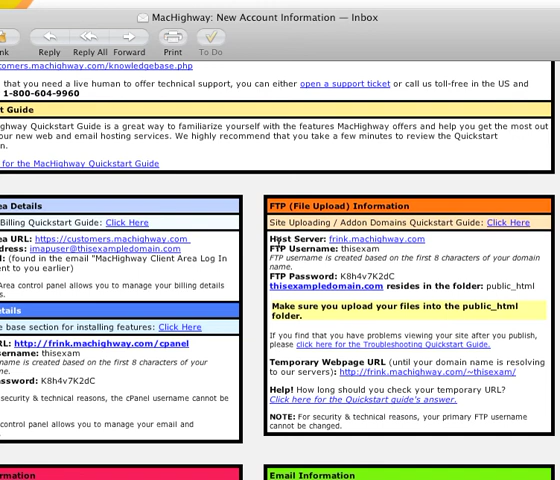 MacHighway: New Account Information — Inbox
nk Reply Reply All Forward Print To Do
tomers.machighway.com/knowledgebase.php
that you need a live human to offer technical support, you can either open a support ticket or call us toll-free in the US and
1-800-604-6960
t Guide
ghway Quickstart Guide is a great way to familiarize yourself with the features MacHighway offers and help you get the most out
our new web and email hosting services. We highly recommend that you take a few minutes to review the Quickstart
n.
for the MacHighway Quickstart Guide
ea Details
Billing Quickstart Guide: Click Here
ea URL: https://customers.machighway.com
dress: imapuser@thisexampledomain.com
l: (found in the email "MacHighway Client Area Log In
ent to you earlier)
Area control panel allows you to manage your billing details
s.
etails
e base section for installing features: Click Here
RL: http://frink.machighway.com/cpanel
sername: thisexam
me is created based on the first 8 characters of your
e.
assword: K8h4v7K2dC
security & technical reasons, the cPanel username cannot be
control panel allows you to manage your email and
rmation
FTP (File Upload) Information
Site Uploading / Addon Domains Quickstart Guide: Click Here
Host Server: frink.machighway.com
FTP Username: thisexam
FTP username is created based on the first 8 characters of your domain
name.
FTP Password: K8h4v7K2dC
thisexampledomain.com resides in the folder: public_html
Make sure you upload your files into the public_html
folder.
If you find that you have problems viewing your site after you publish,
please click here for the Troubleshooting Quickstart Guide.
Temporary Webpage URL (until your domain name is resolving
to our servers): http://frink.machighway.com/~thisexam/
Help! How long should you check your temporary URL?
Click here for the Quickstart guide's answer.
NOTE: For security & technical reasons, your primary FTP username
cannot be changed.
Email Information